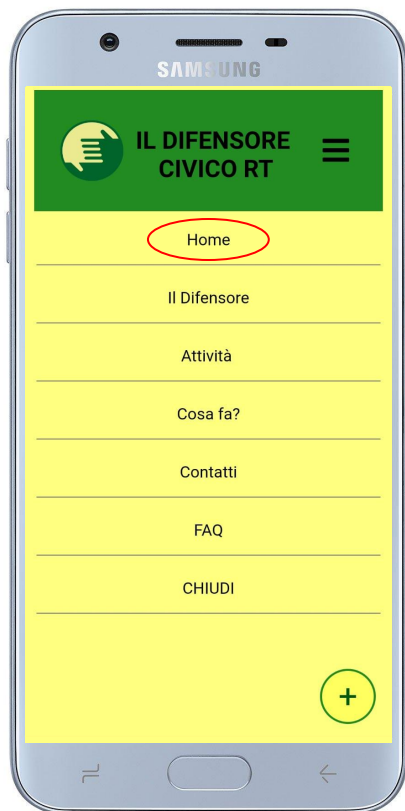 SAMSUNG
IL DIFENSORE
CIVICO RT
Home
Il Difensore
Attività
Cosa fa?
Contatti
FAQ
CHIUDI
+